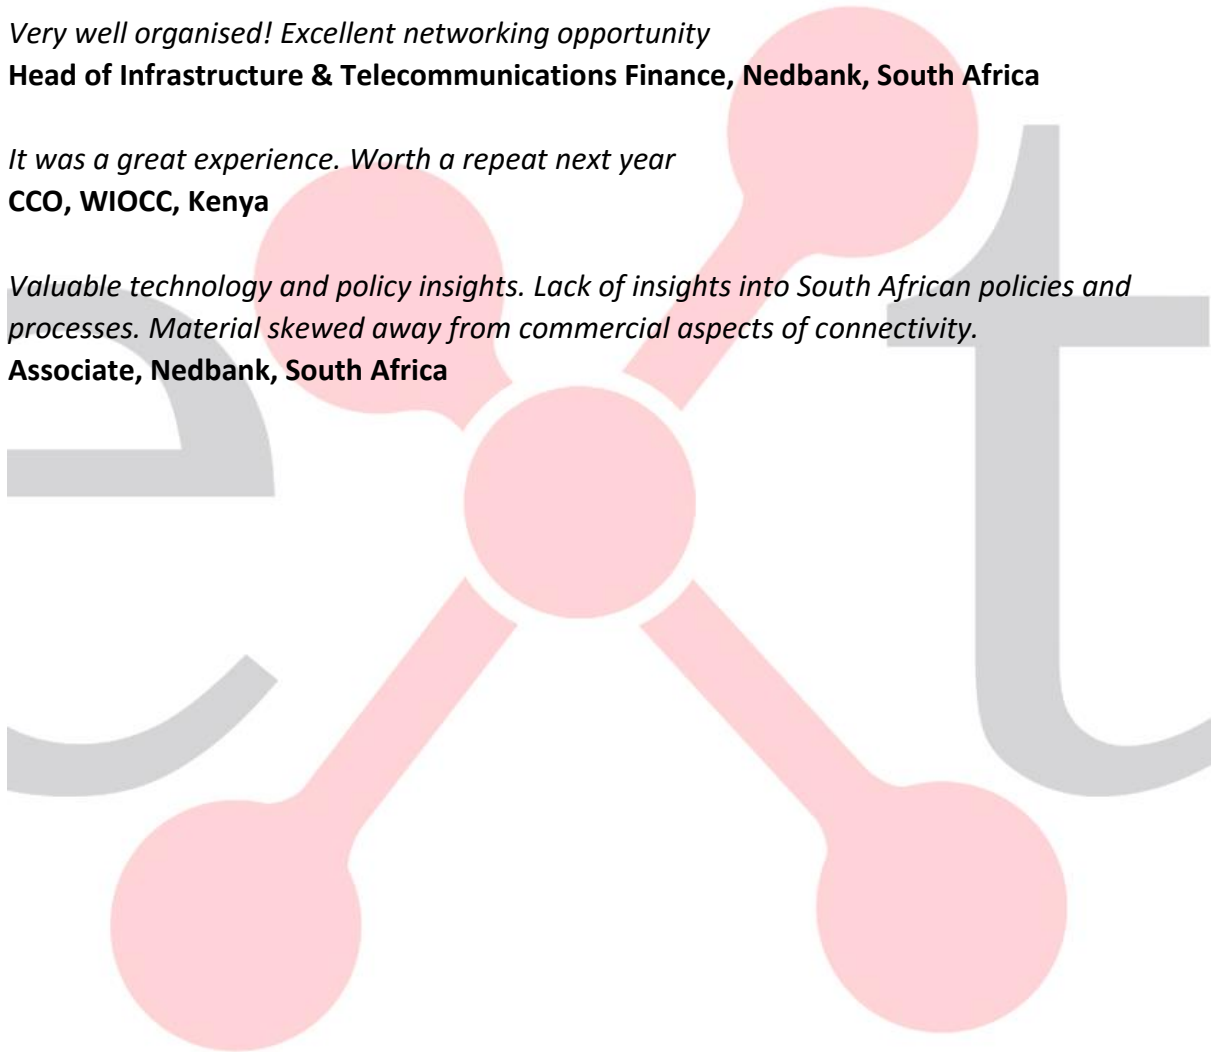 Very well organised! Excellent networking opportunity
Head of Infrastructure & Telecommunications Finance, Nedbank, South Africa
It was a great experience. Worth a repeat next year
CCO, WIOCC, Kenya
Valuable technology and policy insights. Lack of insights into South African policies and
processes. Material skewed away from commercial aspects of connectivity.
Associate, Nedbank, South Africa
e t